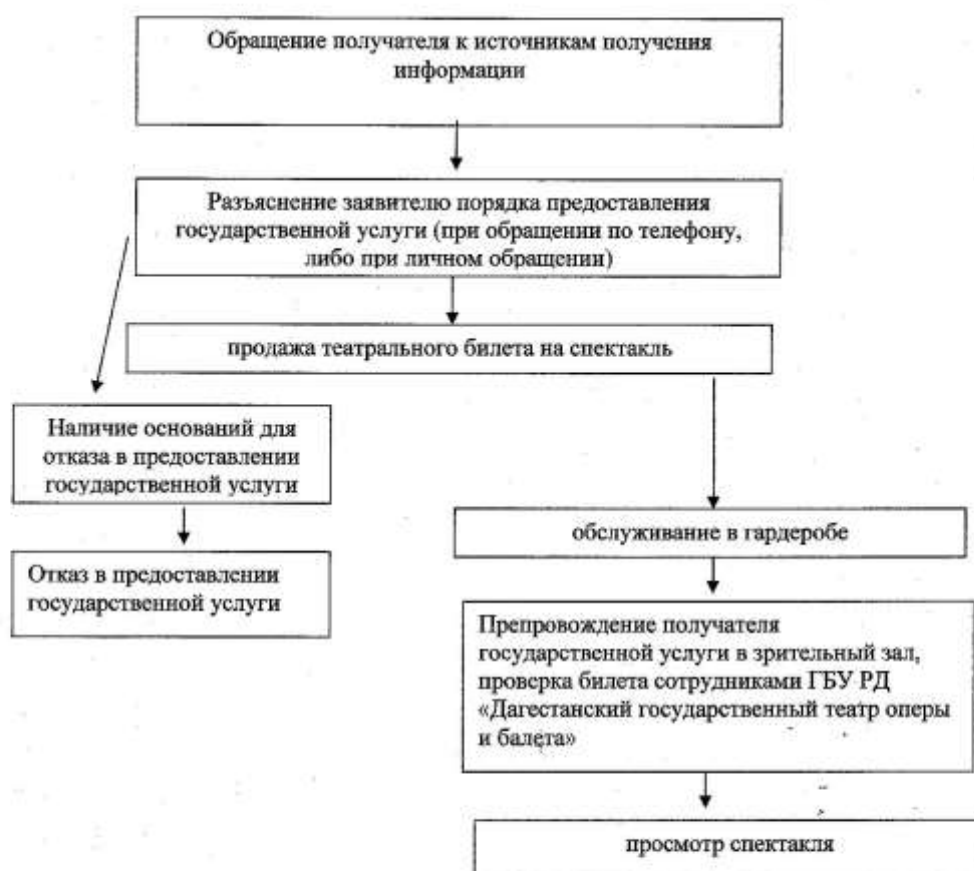 Обращение получателя к источникам получения
информации
Разъяснение заявителю порядка предоставления
государственной услуги (при обращении по телефону,
либо при личном обращении)
продажа театрального билета на спектакль
Наличие оснований для
отказа в предоставлении
государственной услуги
Отказ в предоставлении
государственной услуги
обслуживание в гардеробе
Препровождение получателя
государственной услуги в зрительный зал,
проверка билета сотрудниками ГБУ РД
«Дагестанский государственный театр оперы
и балета»
просмотр спектакля